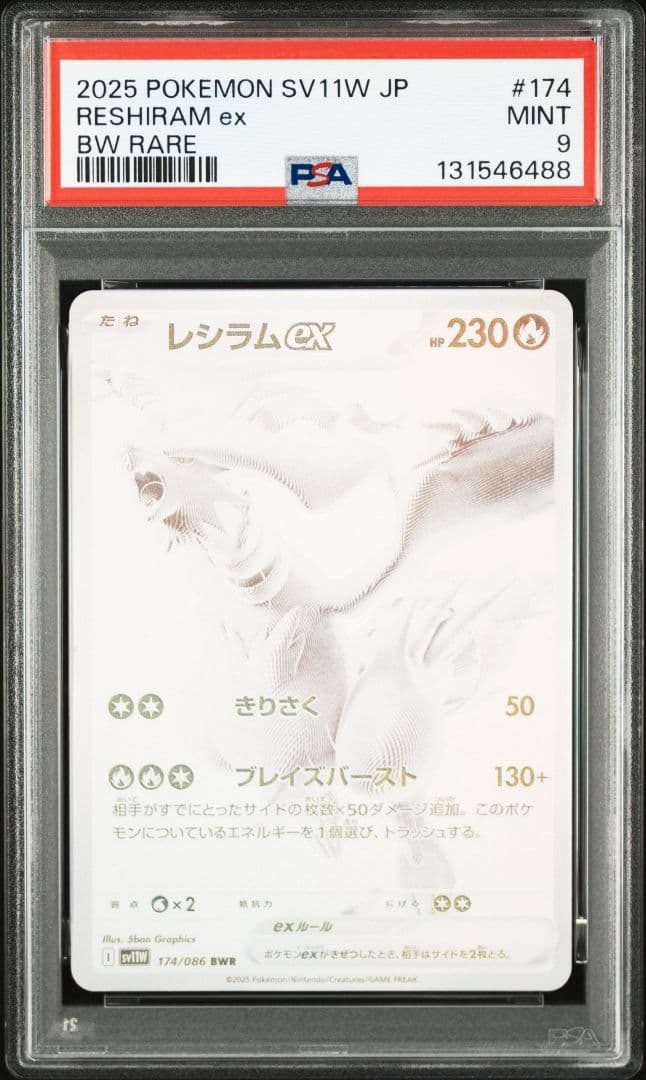 2025 POKEMON SV11W JP #174
RESHIRAM ex MINT
BW RARE 9
PSA 131546488
たね レシラムex HP230
きりさく 50
ブレイズバースト 130+
相手がすでにとったサイドの枚数×50ダメージ追加。このポケ
モンについているエネルギーを1個選び、トラッシュする。
弱点 ×2 抵抗力 にげる
exルール
ポケモンexがきぜつしたとき、相手はサイドを2枚とる。
Illus. 5ban Graphics
I SV11W 174/086 BWR
©2025 Pokémon/Nintendo/Creatures/GAME FREAK
PSA